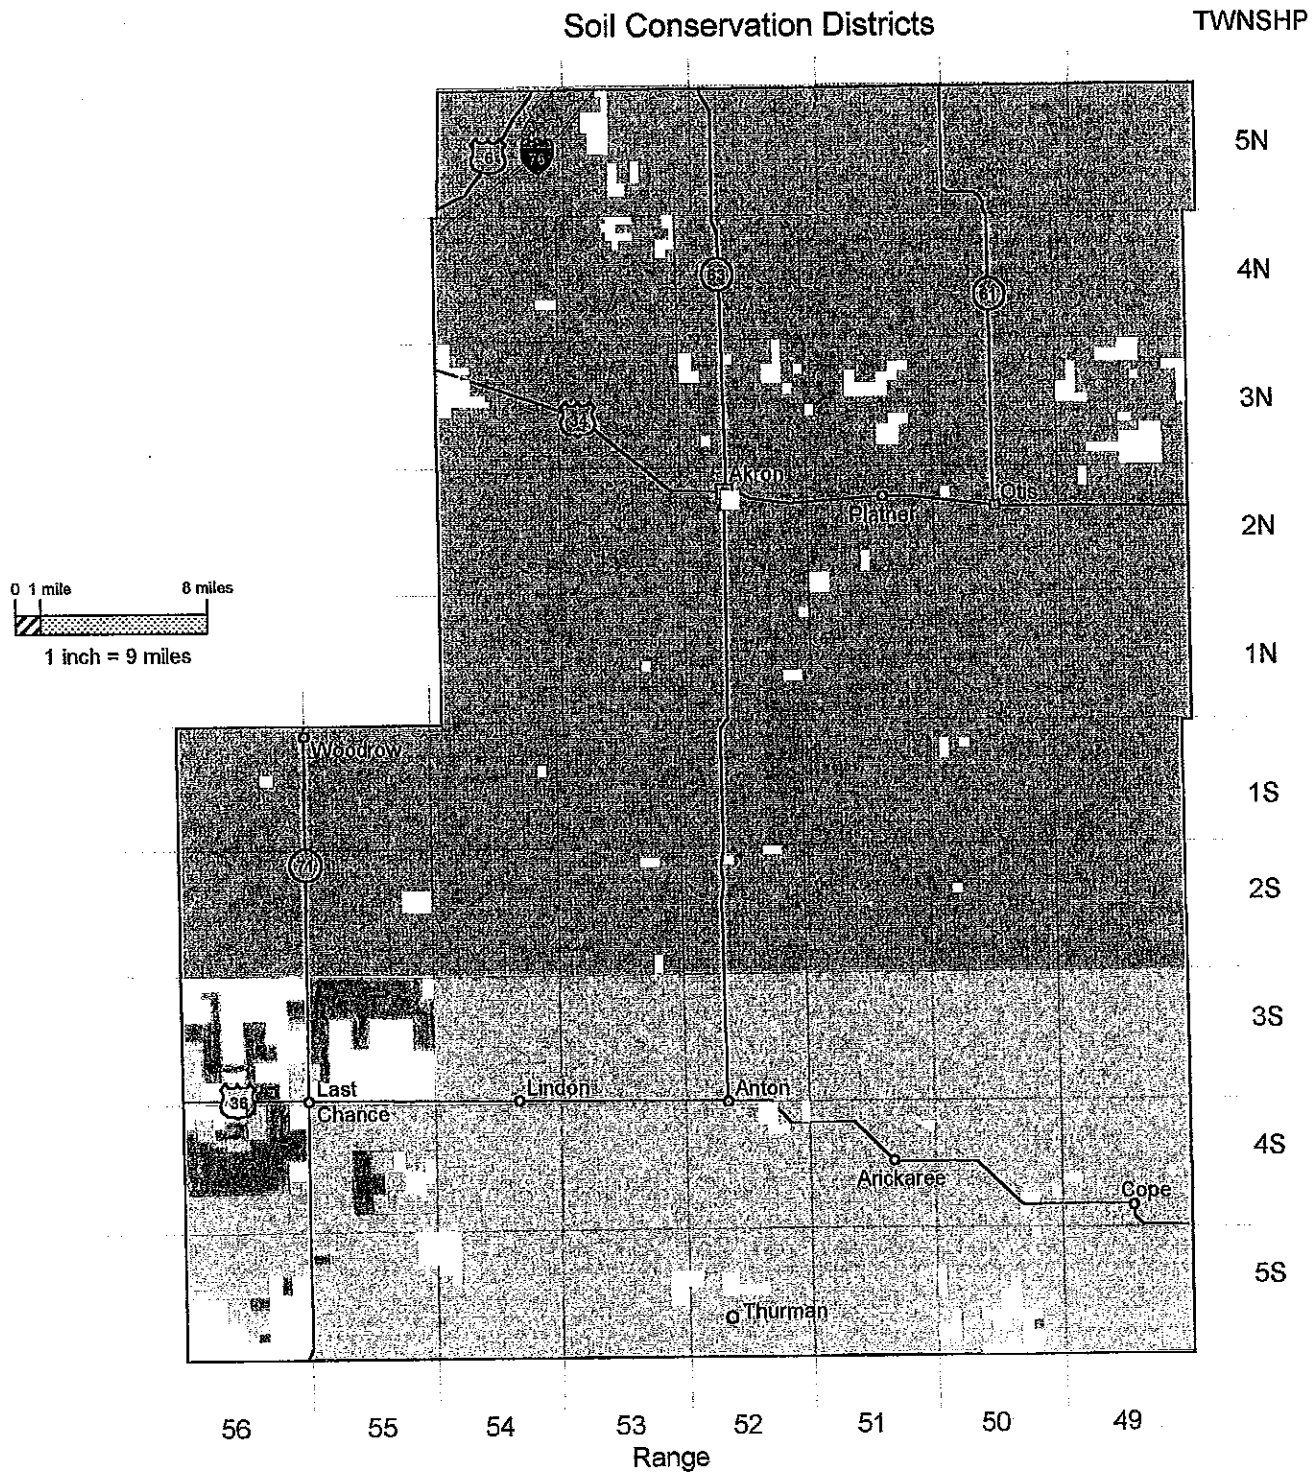 Soil Conservation Districts
TWNSHP
5N
76
4N
63
61
3N
34
Akron
Otis
Platner
2N
0 1 mile 8 miles
1 inch = 9 miles
1N
Woodrow
1S
2S
3S
Last
Chance
Lindon
Anton
36
4S
Arickaree
Cope
5S
Thurman
56 55 54 53 52 51 50 49
Range